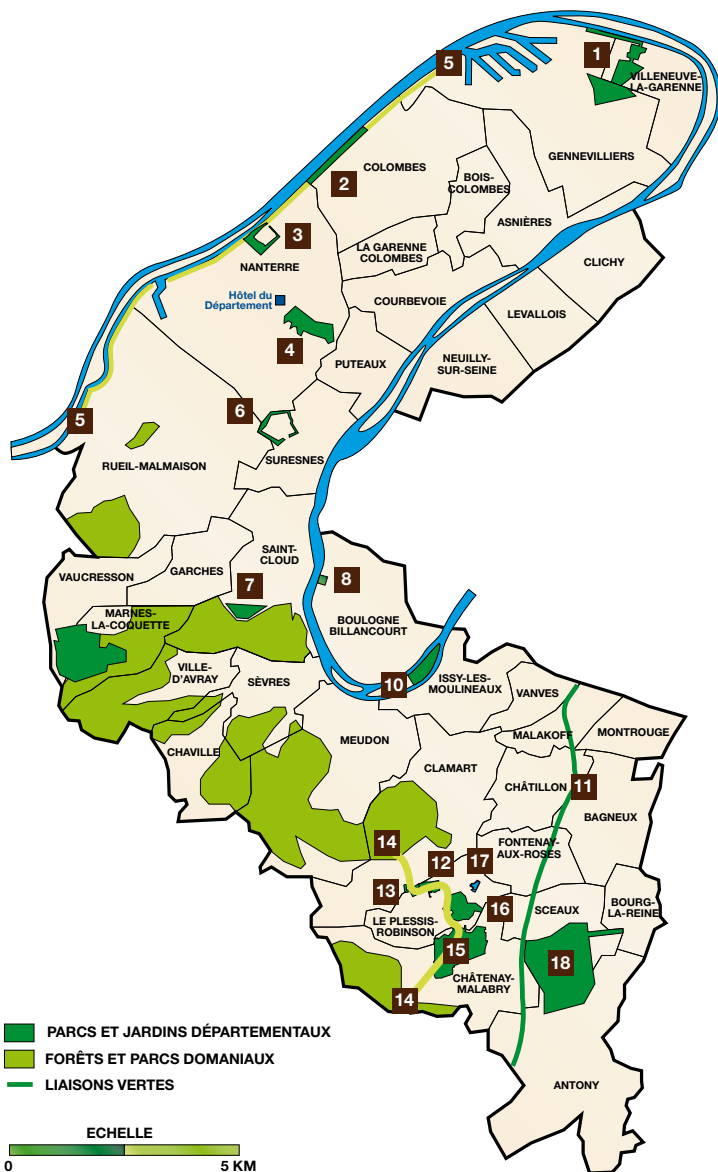 5
1
VILLENEUVE-
LA-GARENNE
GENNEVILLIERS
COLOMBES
2
BOIS-
COLOMBES
ASNIÈRES
3
LA GARENNE
COLOMBES
CLICHY
NANTERRE
Hôtel du
Département
COURBEVOIE
LEVALLOIS
4
PUTEAUX
NEUILLY-
SUR-SEINE
5
6
SURESNES
RUEIL-MALMAISON
SAINT-
CLOUD
VAUCRESSON
GARCHES
7
8
MARNES-
LA-COQUETTE
BOULOGNE
BILLANCOURT
VILLE-
D'AVRAY
SÈVRES
10
ISSY-LES-
MOULINEAUX
VANVES
MALAKOFF
MONTROUGE
CHAVILLE
MEUDON
CLAMART
CHÂTILLON
11
BAGNEUX
14
12
17
FONTENAY-
AUX-ROSES
13
16
SCEAUX
BOURG-
LA-REINE
LE PLESSIS-
ROBINSON
15
18
CHÂTENAY-
MALABRY
14
ANTONY
PARCS ET JARDINS DÉPARTEMENTAUX
FORÊTS ET PARCS DOMANIAUX
LIAISONS VERTES
ECHELLE
0 5 KM